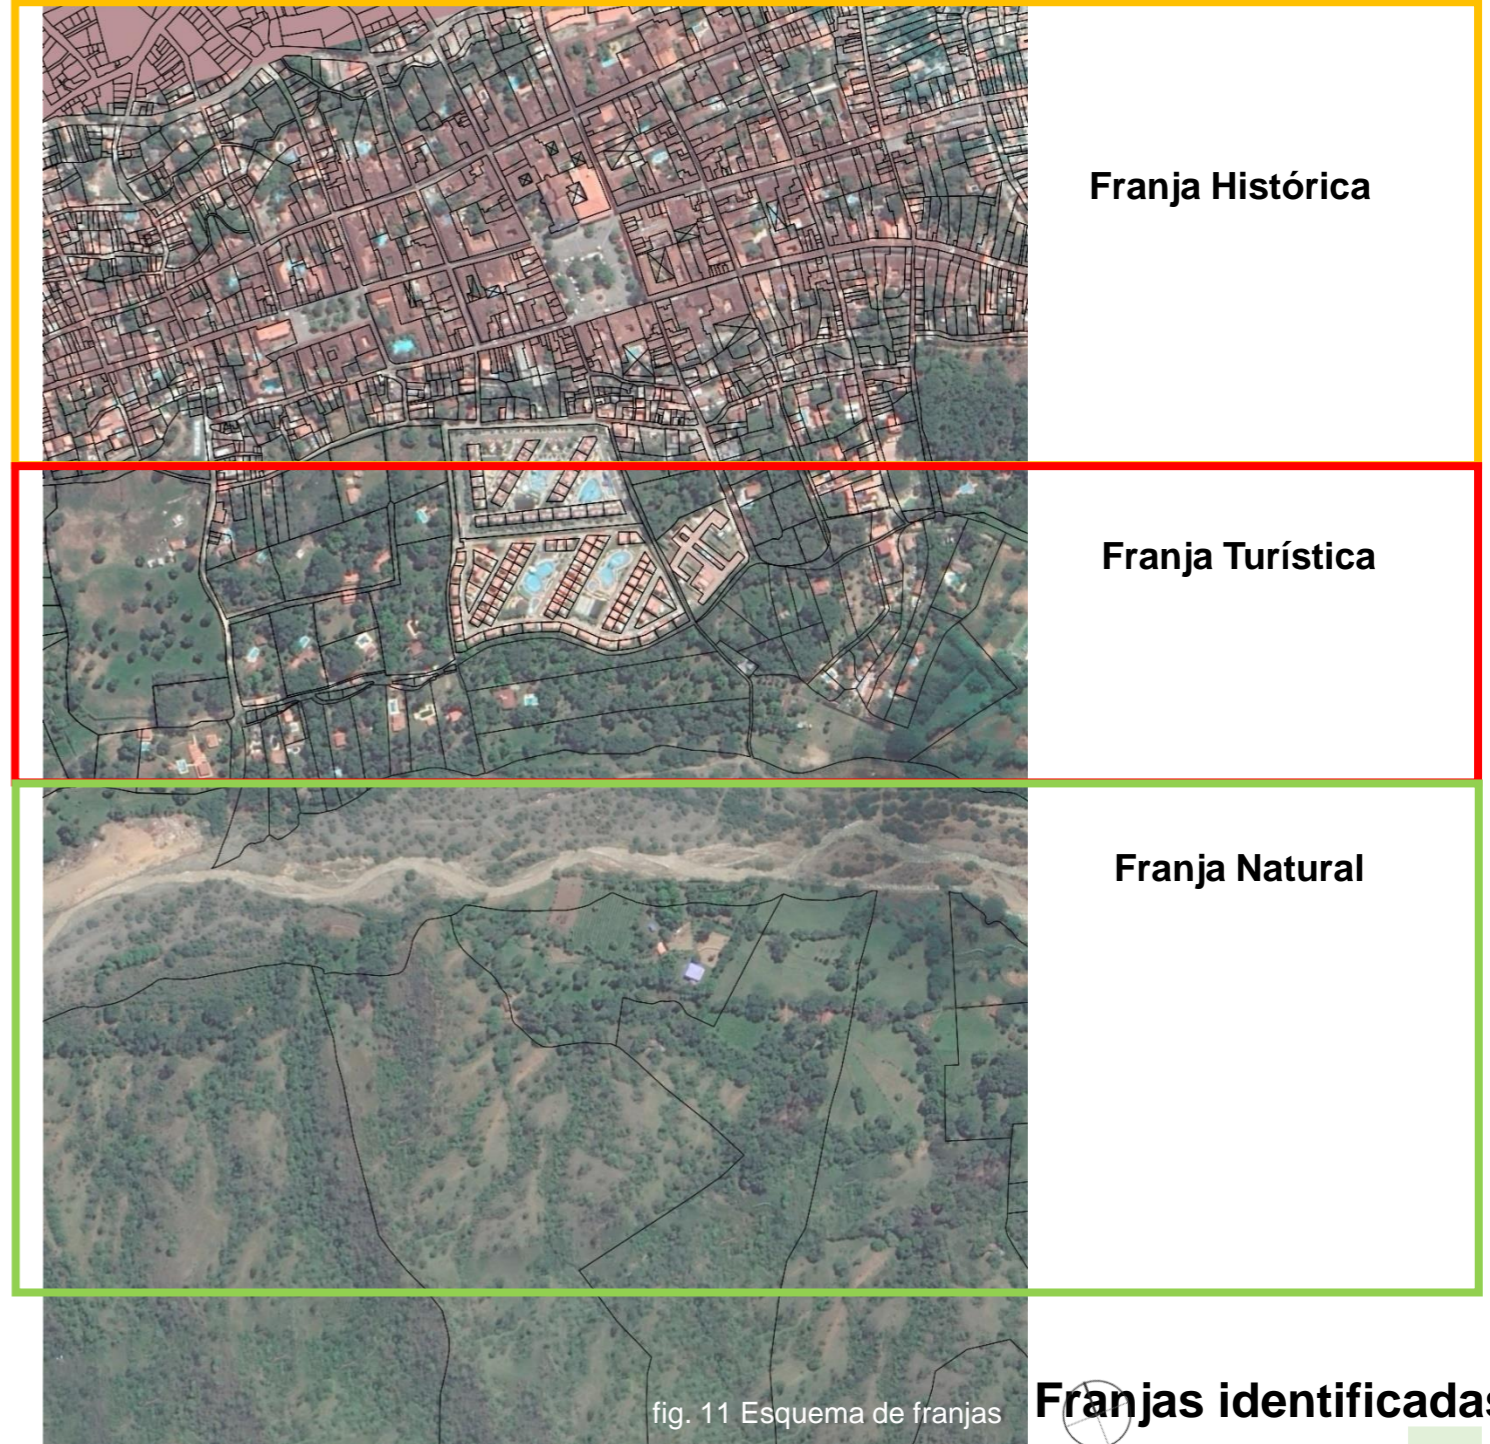 Franja Histórica
Franja Turística
Franja Natural
fig. 11 Esquema de franjas
Franjas identificadas